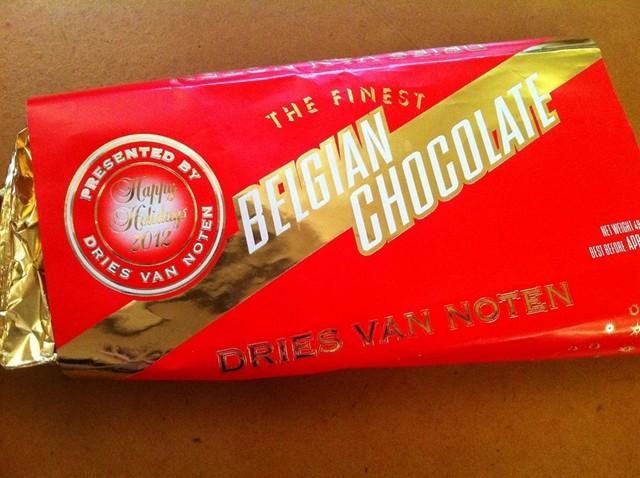 THE FINEST
BELGIAN
CHOCOLATE
PRESENTED BY
Happy
Holidays
2012
DRIES VAN NOTEN
DRIES VAN NOTEN
NET WEIGHT
BEST BEFORE